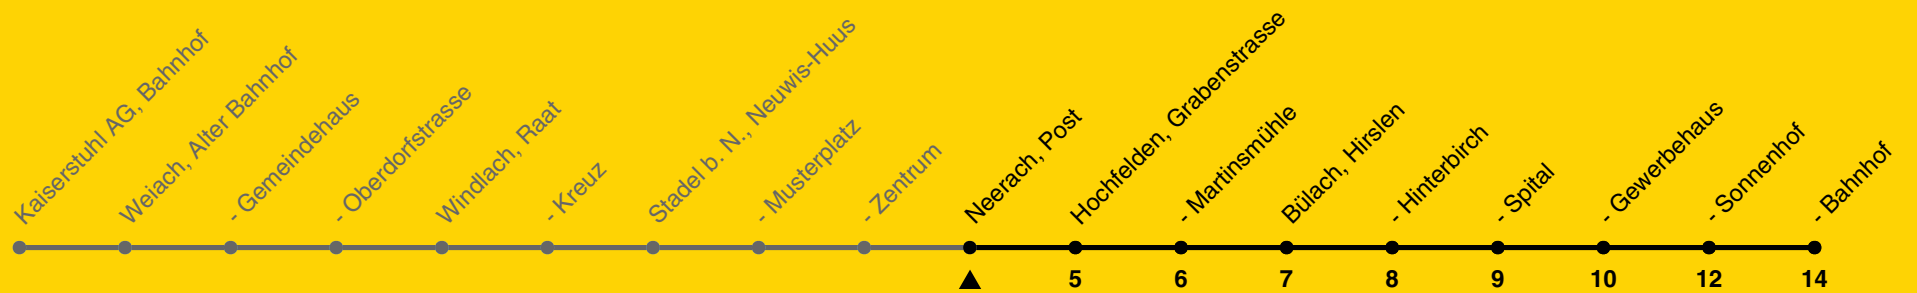 Kaiserstuhl AG, Bahnhof
Weiach, Alter Bahnhof
- Gemeindehaus
- Oberdorfstrasse
Windlach, Raat
- Kreuz
Stadel b. N., Neuwis-Huus
- Musterplatz
- Zentrum
Neerach, Post
Hochfelden, Grabenstrasse
- Martinsmühle
Bülach, Hirslen
- Hinterbirch
- Spital
- Gewerbehaus
- Sonnenhof
- Bahnhof
5 6 7 8 9 10 12 14